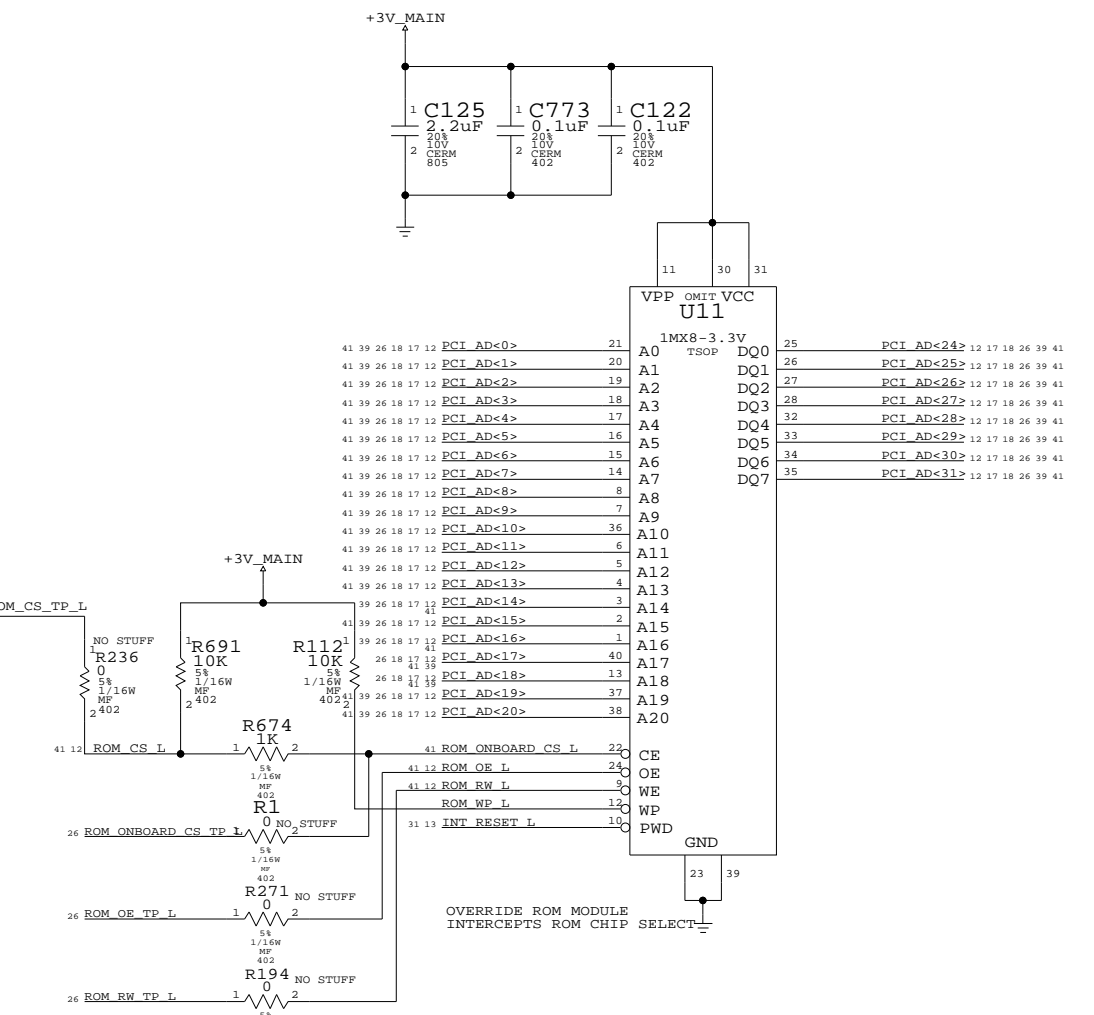 +3V_MAIN
1 C125
2.2uF
20%
10V
2 CERM
805
1 C773
0.1uF
20%
10V
2 CERM
402
1 C122
0.1uF
20%
10V
2 CERM
402
11 30 31
VPP OMIT VCC
U11
1MX8-3.3V
TSOP
41 39 26 18 17 12 PCI_AD<0> 21 A0 DQ0 25 PCI_AD<24> 12 17 18 26 39 41
41 39 26 18 17 12 PCI_AD<1> 20 A1 DQ1 26 PCI_AD<25> 12 17 18 26 39 41
41 39 26 18 17 12 PCI_AD<2> 19 A2 DQ2 27 PCI_AD<26> 12 17 18 26 39 41
41 39 26 18 17 12 PCI_AD<3> 18 A3 DQ3 28 PCI_AD<27> 12 17 18 26 39 41
41 39 26 18 17 12 PCI_AD<4> 17 A4 DQ4 32 PCI_AD<28> 12 17 18 26 39 41
41 39 26 18 17 12 PCI_AD<5> 16 A5 DQ5 33 PCI_AD<29> 12 17 18 26 39 41
41 39 26 18 17 12 PCI_AD<6> 15 A6 DQ6 34 PCI_AD<30> 12 17 18 26 39 41
41 39 26 18 17 12 PCI_AD<7> 14 A7 DQ7 35 PCI_AD<31> 12 17 18 26 39 41
41 39 26 18 17 12 PCI_AD<8> 8 A8
41 39 26 18 17 12 PCI_AD<9> 7 A9
41 39 26 18 17 12 PCI_AD<10> 36 A10
41 39 26 18 17 12 PCI_AD<11> 6 A11
41 39 26 18 17 12 PCI_AD<12> 5 A12
41 39 26 18 17 12 PCI_AD<13> 4 A13
39 26 18 17 12 PCI_AD<14> 3 A14
41
41 39 26 18 17 12 PCI_AD<15> 2 A15
39 26 18 17 12 PCI_AD<16> 1 A16
41
26 18 17 12 PCI_AD<17> 40 A17
41 39
26 18 17 12 PCI_AD<18> 13 A18
41 39
41 39 26 18 17 12 PCI_AD<19> 37 A19
41 39 26 18 17 12 PCI_AD<20> 38 A20
+3V_MAIN
OM_CS_TP_L
NO STUFF
1 R236
0
5%
1/16W
MF
2 402
1 R691
10K
5%
1/16W
MF
2 402
R112 1
10K
5%
1/16W
MF
402 2
R674
41 12 ROM_CS_L 1 1K 2 41 ROM_ONBOARD_CS_L 22 CE
5%
1/16W
MF
402
41 12 ROM_OE_L 24 OE
41 12 ROM_RW_L 9 WE
ROM_WP_L 12 WP
31 13 INT_RESET_L 10 PWD
R1
26 ROM_ONBOARD_CS_TP_L 1 0 NO STUFF 2
5%
1/16W
MF
402
GND
23 39
R271 NO STUFF
26 ROM_OE_TP_L 1 0 2
5%
1/16W
MF
402
OVERRIDE ROM MODULE
INTERCEPTS ROM CHIP SELECT
R194 NO STUFF
26 ROM_RW_TP_L 1 0 2